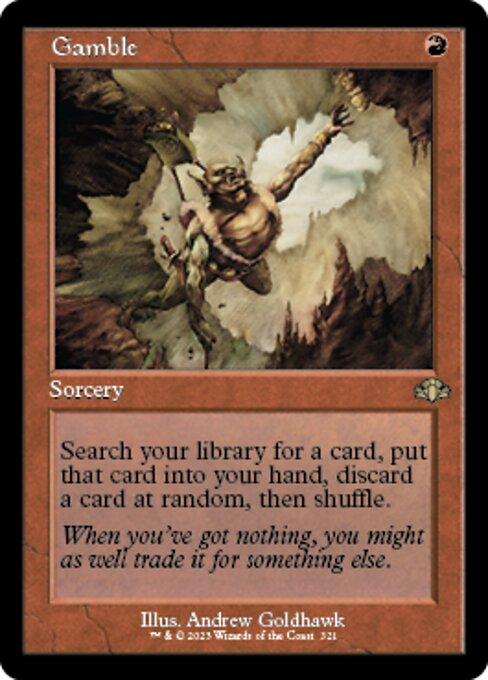 Gamble
Sorcery
Search your library for a card, put
that card into your hand, discard
a card at random, then shuffle.
When you've got nothing, you might
as well trade it for something else.
Illus. Andrew Goldhawk
™ & © 2023 Wizards of the Coast 321